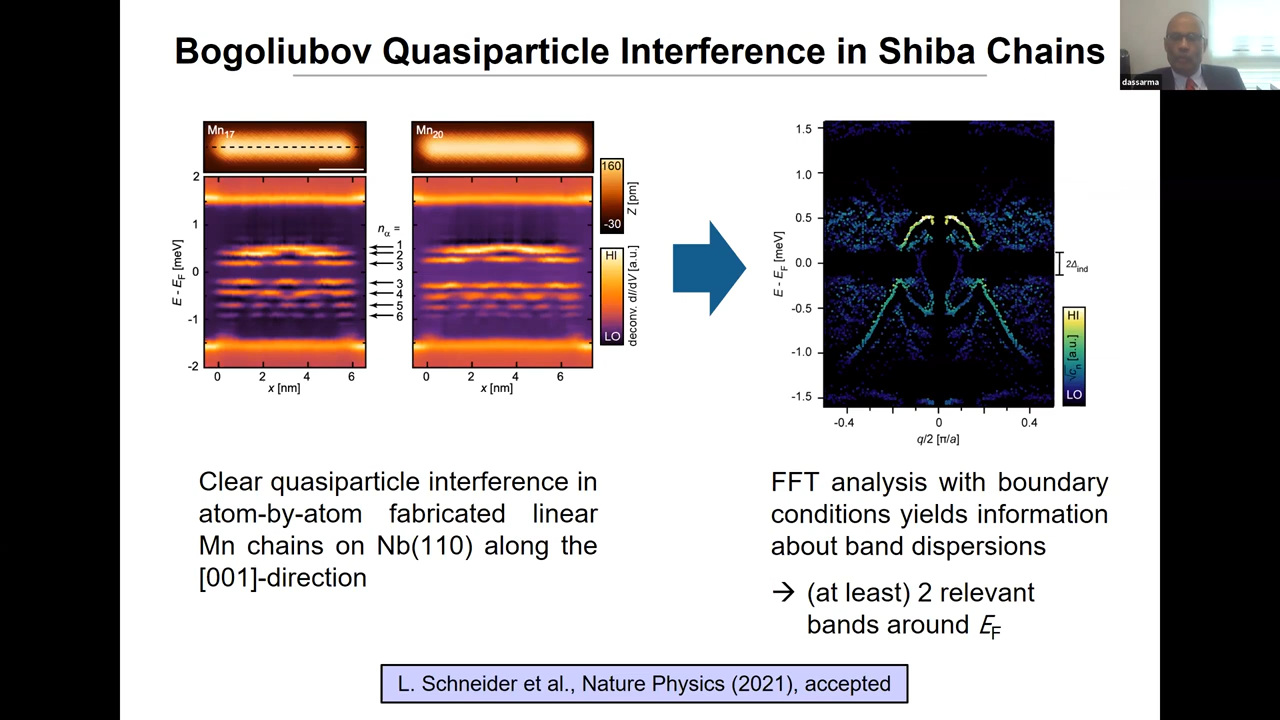 Bogoliubov Quasiparticle Interference in Shiba Chains
dassarma
Mn17
Mn20
160
-30
Z [pm]
2
1
0
-1
-2
E - EF [meV]
nα =
1
2
3
3
4
5
6
HI
LO
deconv. dI/dV [a.u.]
0 2 4 6
x [nm]
0 2 4 6
x [nm]
1.5
1.0
0.5
0.0
-0.5
-1.0
-1.5
E - EF [meV]
2Δind
HI
LO
-0.4 0 0.4
q/2 [π/a]
Clear quasiparticle interference in
atom-by-atom fabricated linear
Mn chains on Nb(110) along the
[001]-direction
FFT analysis with boundary
conditions yields information
about band dispersions
→ (at least) 2 relevant
bands around EF
L. Schneider et al., Nature Physics (2021), accepted